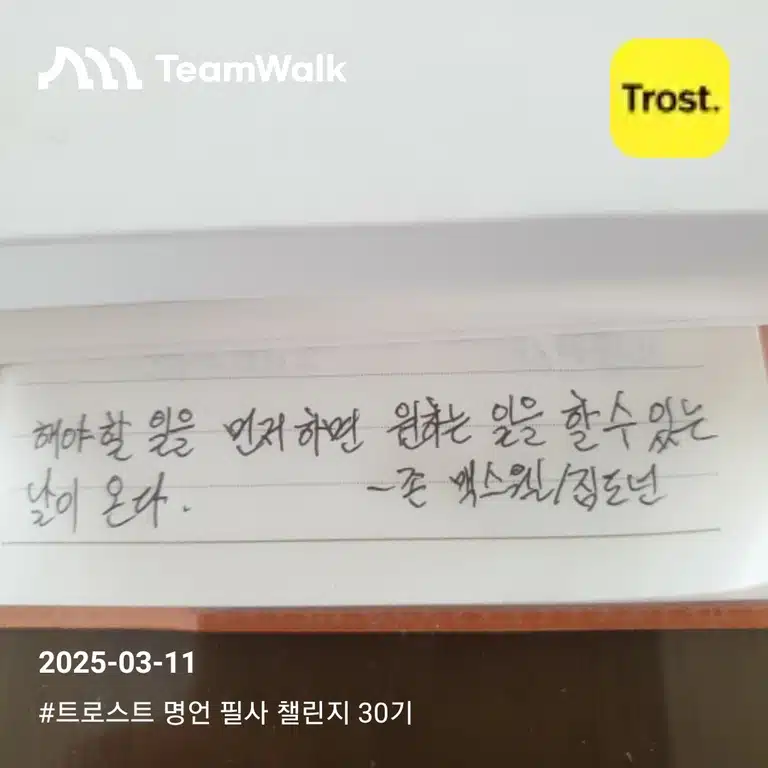 TeamWalk
Trost.
해야할 일을 먼저 하면 원하는 일을 할 수 있는
날이 온다. -존 맥스웰/짐도넌
2025-03-11
#트로스트 명언 필사 챌린지 30기